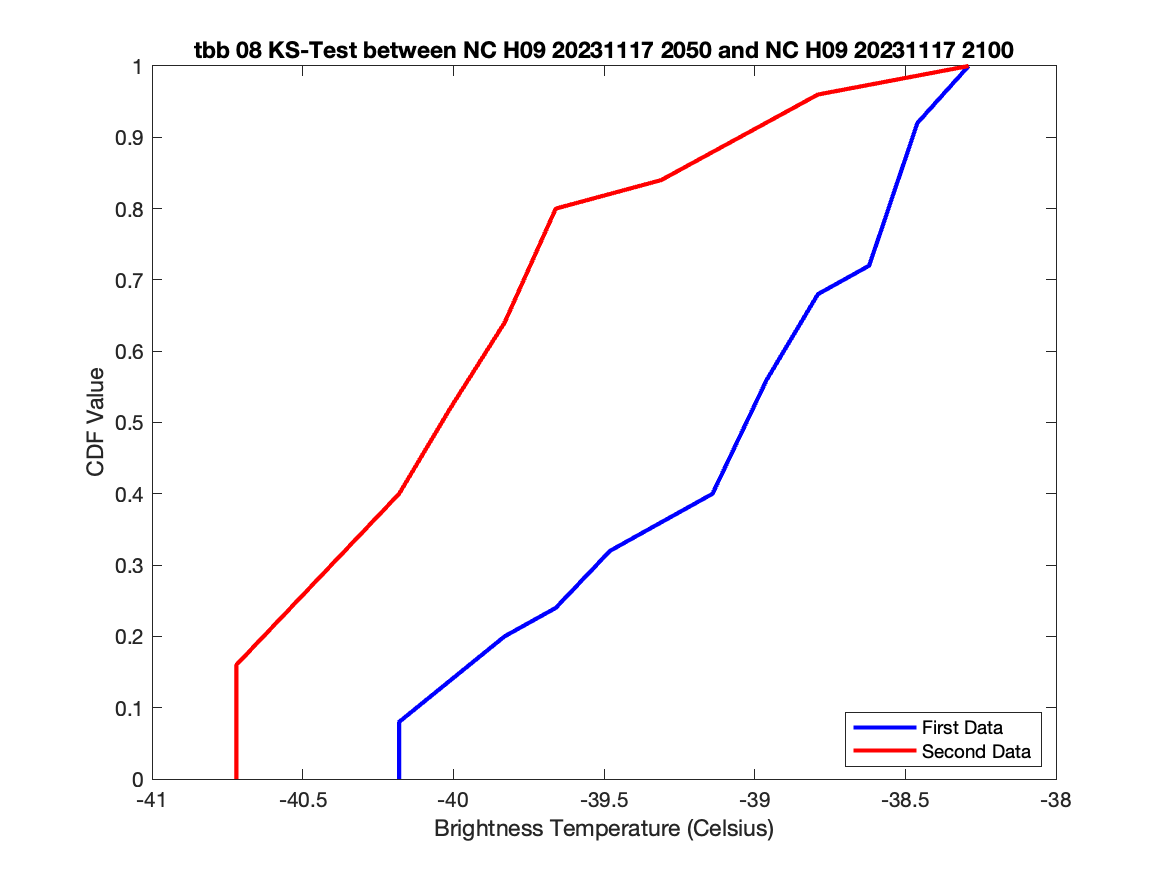 tbb 08 KS-Test between NC H09 20231117 2050 and NC H09 20231117 2100
1
0.9
0.8
0.7
0.6
0.5
0.4
0.3
0.2
0.1
0
CDF Value
First Data
Second Data
-41 -40.5 -40 -39.5 -39 -38.5 -38
Brightness Temperature (Celsius)